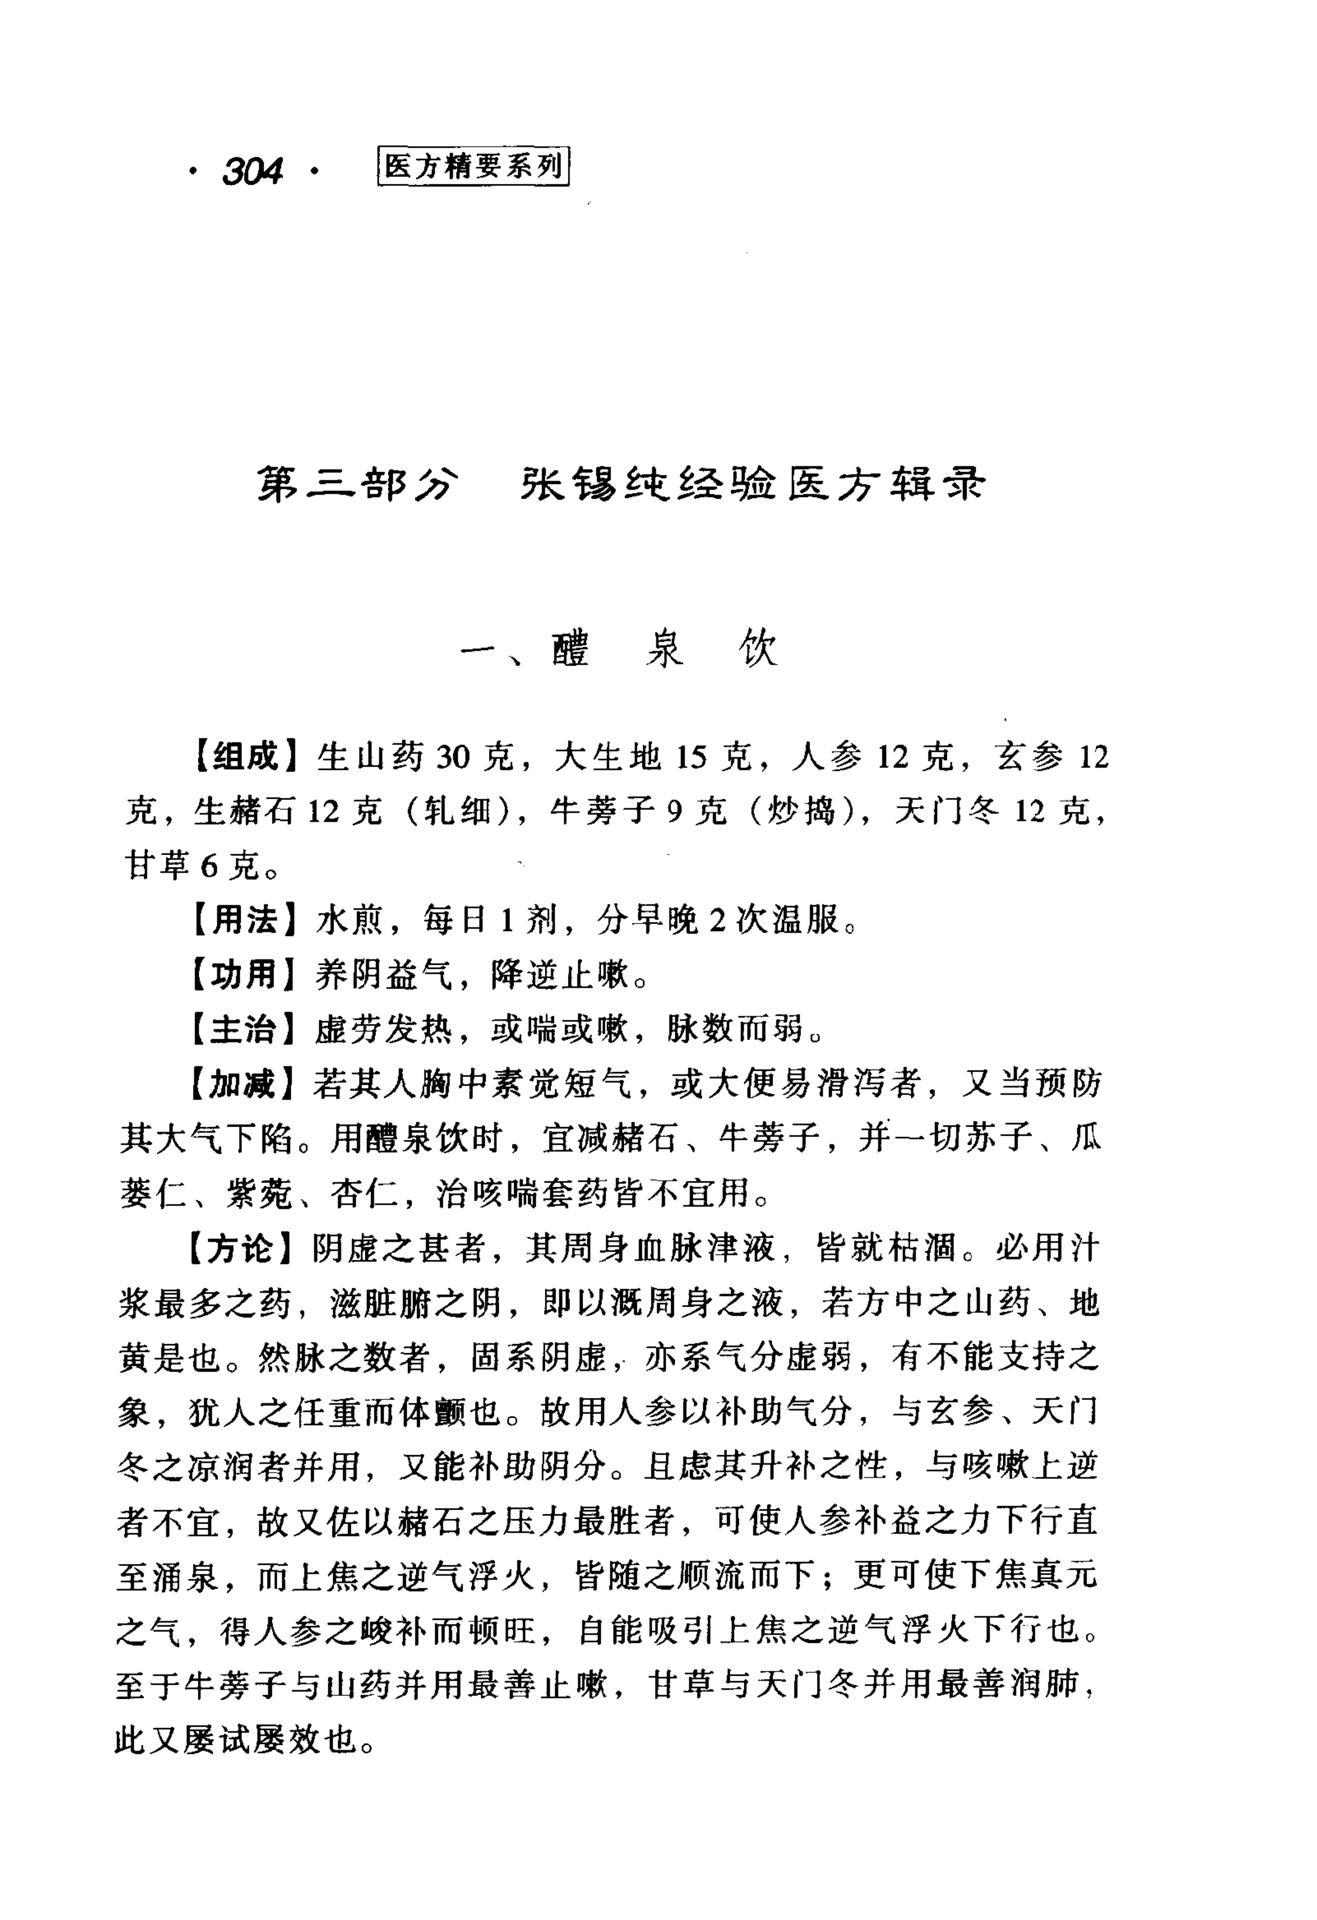 · 304 · 医方精要系列
第三部分 张锡纯经验医方辑录
一、醴泉饮
【组成】生山药 30 克，大生地 15 克，人参 12 克，玄参 12
克，生赭石 12 克（轧细），牛蒡子 9 克（炒捣），天门冬 12 克，
甘草 6 克。
【用法】水煎，每日 1 剂，分早晚 2 次温服。
【功用】养阴益气，降逆止嗽。
【主治】虚劳发热，或喘或嗽，脉数而弱。
【加减】若其人胸中素觉短气，或大便易滑泻者，又当预防
其大气下陷。用醴泉饮时，宜减赭石、牛蒡子，并一切苏子、瓜
蒌仁、紫菀、杏仁，治咳喘套药皆不宜用。
【方论】阴虚之甚者，其周身血脉津液，皆就枯涸。必用汁
浆最多之药，滋脏腑之阴，即以溉周身之液，若方中之山药、地
黄是也。然脉之数者，固系阴虚，亦系气分虚弱，有不能支持之
象，犹人之任重而体颤也。故用人参以补助气分，与玄参、天门
冬之凉润者并用，又能补助阴分。且虑其升补之性，与咳嗽上逆
者不宜，故又佐以赭石之压力最胜者，可使人参补益之力下行直
至涌泉，而上焦之逆气浮火，皆随之顺流而下；更可使下焦真元
之气，得人参之峻补而顿旺，自能吸引上焦之逆气浮火下行也。
至于牛蒡子与山药并用最善止嗽，甘草与天门冬并用最善润肺，
此又屡试屡效也。